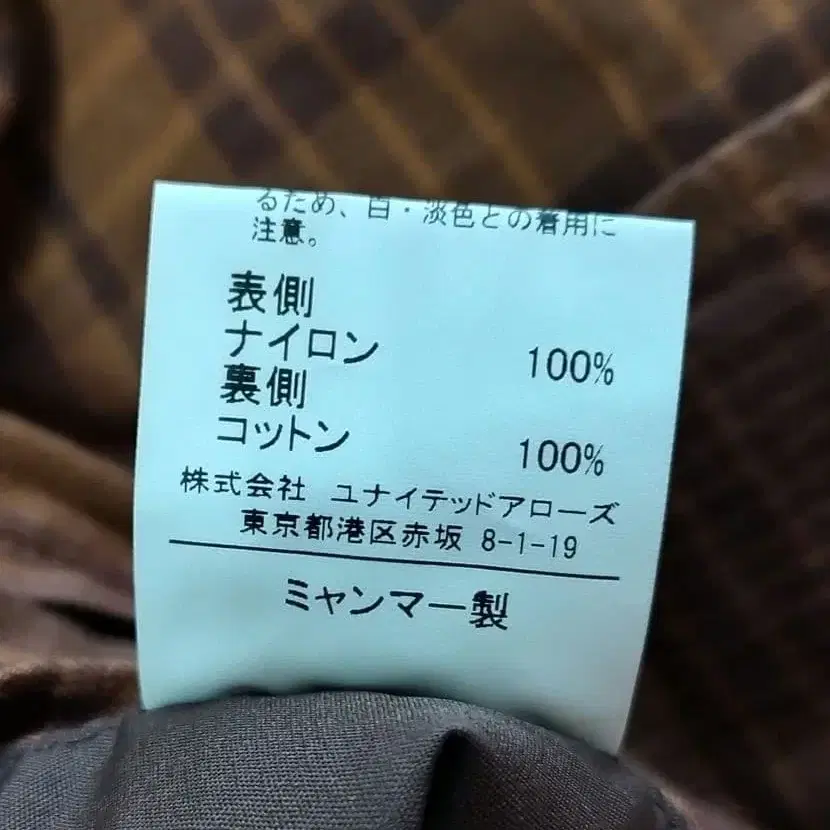 るため、白・淡色との着用に
注意。
表側
ナイロン 100%
裏側
コットン 100%
株式会社 ユナイテッドアローズ
東京都港区赤坂 8-1-19
ミャンマー製